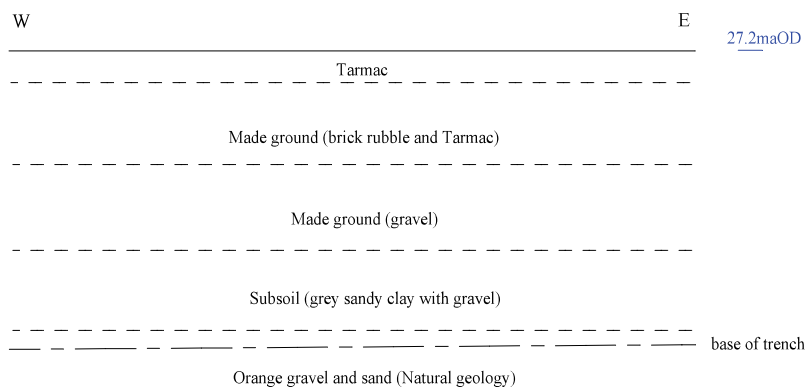 W
E
27.2maOD
Tarmac
Made ground (brick rubble and Tarmac)
Made ground (gravel)
Subsoil (grey sandy clay with gravel)
base of trench
Orange gravel and sand (Natural geology)